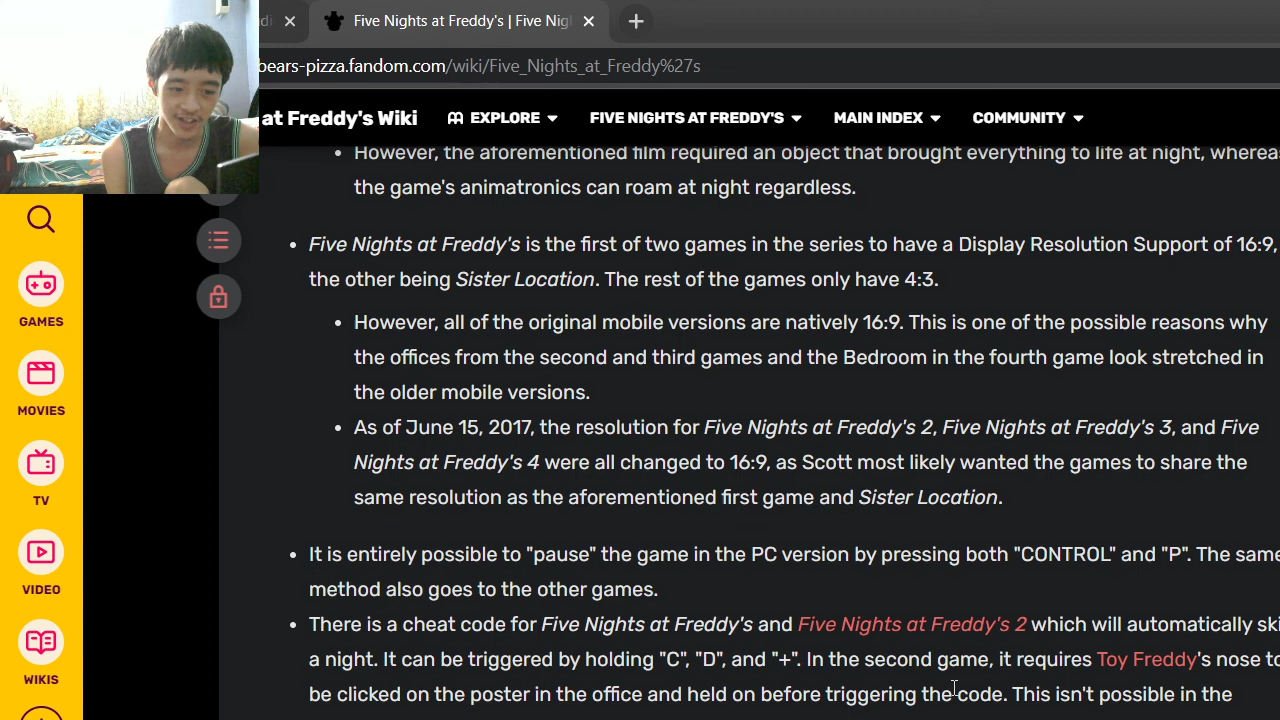 Five Nights at Freddy's | Five Nigl
bears-pizza.fandom.com/wiki/Five_Nights_at_Freddy%27s
at Freddy's Wiki EXPLORE FIVE NIGHTS AT FREDDY'S MAIN INDEX COMMUNITY
However, the aforementioned film required an object that brought everything to life at night, whereas
the game's animatronics can roam at night regardless.
GAMES
MOVIES
TV
VIDEO
WIKIS
Five Nights at Freddy's is the first of two games in the series to have a Display Resolution Support of 16:9,
the other being Sister Location. The rest of the games only have 4:3.
However, all of the original mobile versions are natively 16:9. This is one of the possible reasons why
the offices from the second and third games and the Bedroom in the fourth game look stretched in
the older mobile versions.
As of June 15, 2017, the resolution for Five Nights at Freddy's 2, Five Nights at Freddy's 3, and Five
Nights at Freddy's 4 were all changed to 16:9, as Scott most likely wanted the games to share the
same resolution as the aforementioned first game and Sister Location.
It is entirely possible to "pause" the game in the PC version by pressing both "CONTROL" and "P". The same
method also goes to the other games.
There is a cheat code for Five Nights at Freddy's and Five Nights at Freddy's 2 which will automatically ski
a night. It can be triggered by holding "C", "D", and "+". In the second game, it requires Toy Freddy's nose to
be clicked on the poster in the office and held on before triggering the code. This isn't possible in the